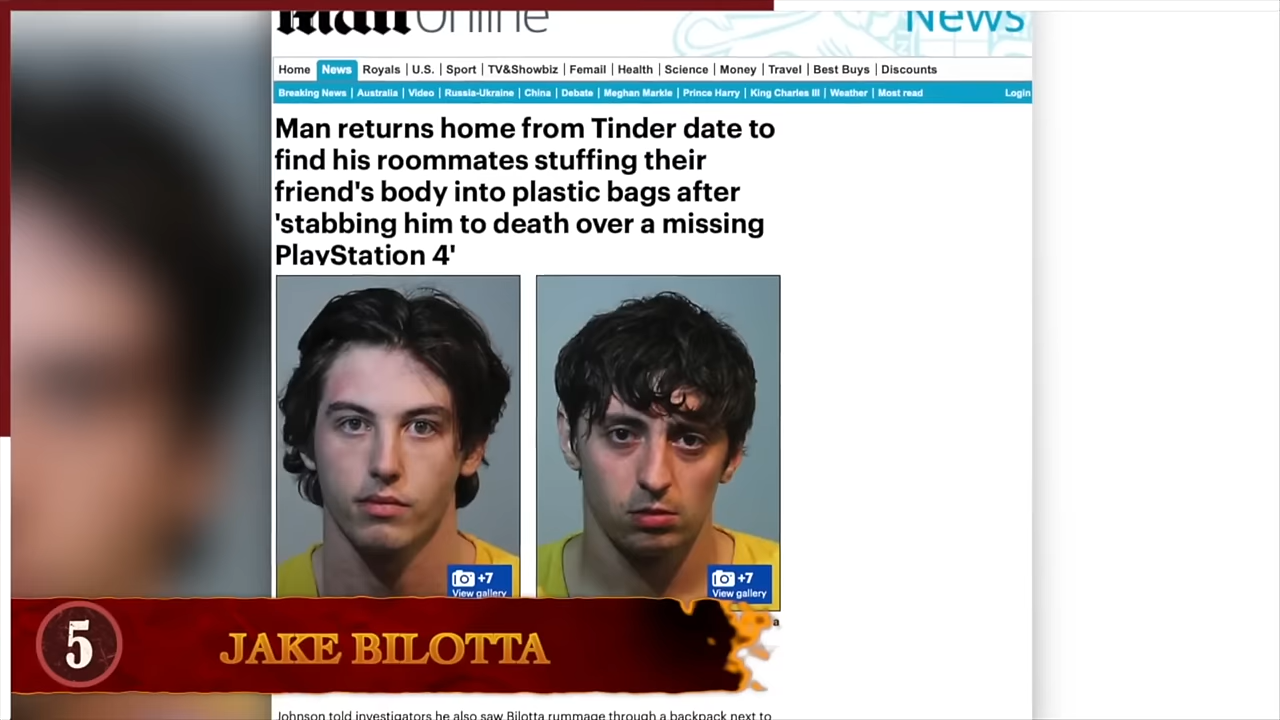 Mail Online
News
Home News Royals U.S. Sport TV&Showbiz Femail Health Science Money Travel Best Buys Discounts
Breaking News Australia Video Russia-Ukraine China Debate Meghan Markle Prince Harry King Charles III Weather Most read Login
Man returns home from Tinder date to
find his roommates stuffing their
friend's body into plastic bags after
'stabbing him to death over a missing
PlayStation 4'
+7
View gallery
+7
View gallery
a
5
JAKE BILOTTA
Johnson told investigators he also saw Bilotta rummage through a backpack next to